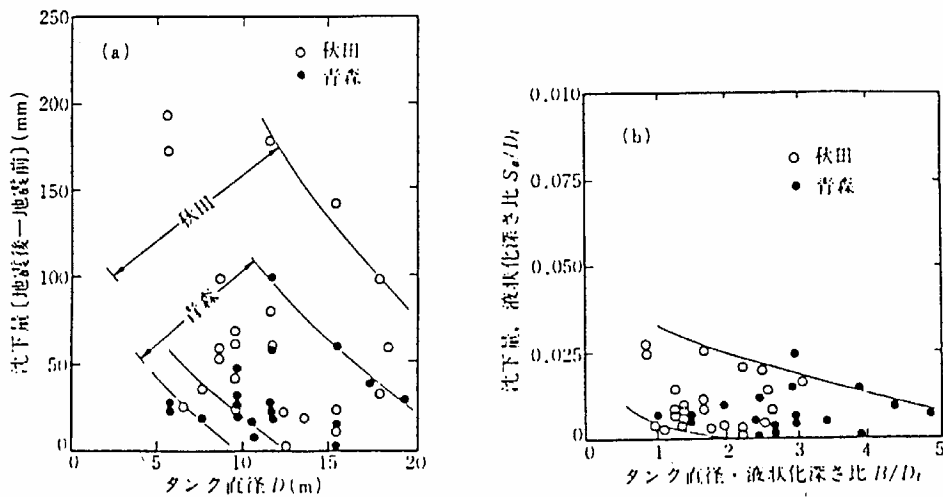 250
200
150
100
50
0
5
10
15
20
(a)
○ 秋田
● 青森
秋田
青森
沈下量〔地震後−地震前〕(mm)
タンク直径 D(m)
0.010
0.075
0.050
0.025
0
0
1
2
3
4
5
(b)
○ 秋田
● 青森
沈下量，液状化深さ比 Sₑ/Dₗ
タンク直径・液状化深さ比 B/Dₗ